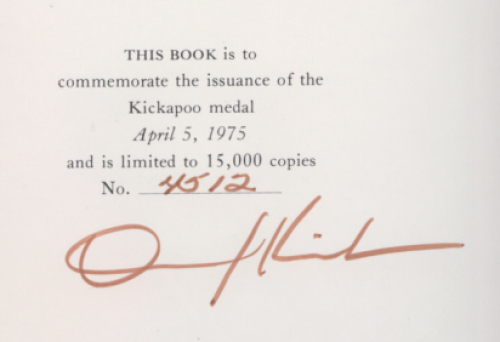 THIS BOOK is to
commemorate the issuance of the
Kickapoo medal
April 5, 1975
and is limited to 15,000 copies
No. 4512